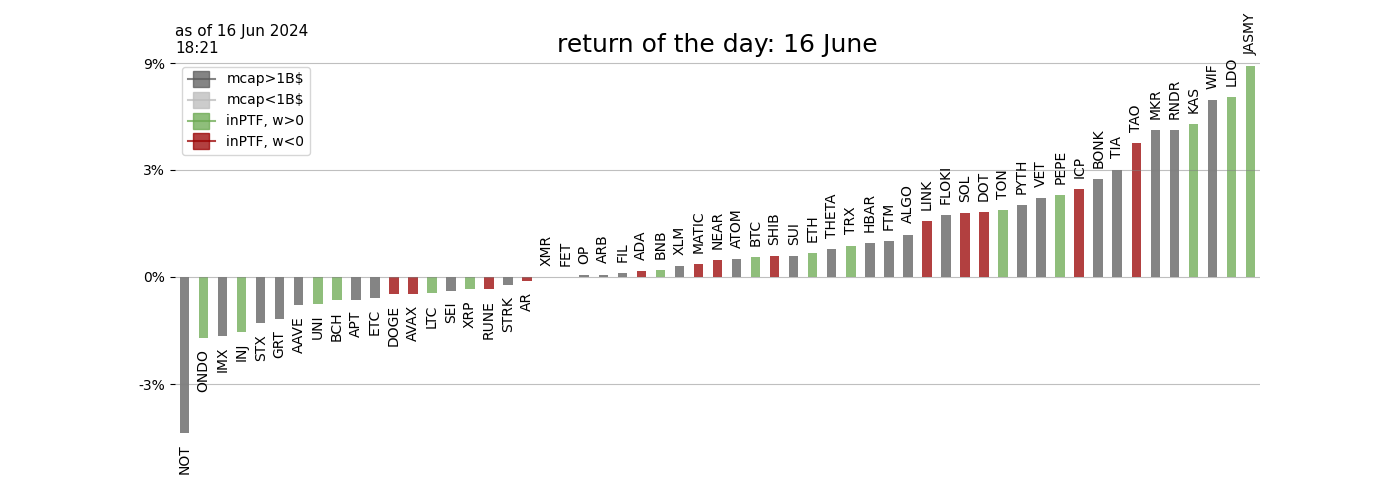 as of 16 Jun 2024
18:21
return of the day: 16 June
9%
3%
0%
-3%
mcap>1B$
mcap<1B$
inPTF, w>0
inPTF, w<0
NOT
ONDO
IMX
INJ
STX
GRT
AAVE
UNI
BCH
APT
ETC
DOGE
AVAX
LTC
SEI
XRP
RUNE
STRK
AR
XMR
FET
OP
ARB
FIL
ADA
BNB
XLM
MATIC
NEAR
ATOM
BTC
SHIB
SUI
ETH
THETA
TRX
HBAR
FTM
ALGO
LINK
FLOKI
SOL
DOT
TON
PYTH
VET
PEPE
ICP
BONK
TIA
TAO
MKR
RNDR
KAS
WIF
LDO
JASMY